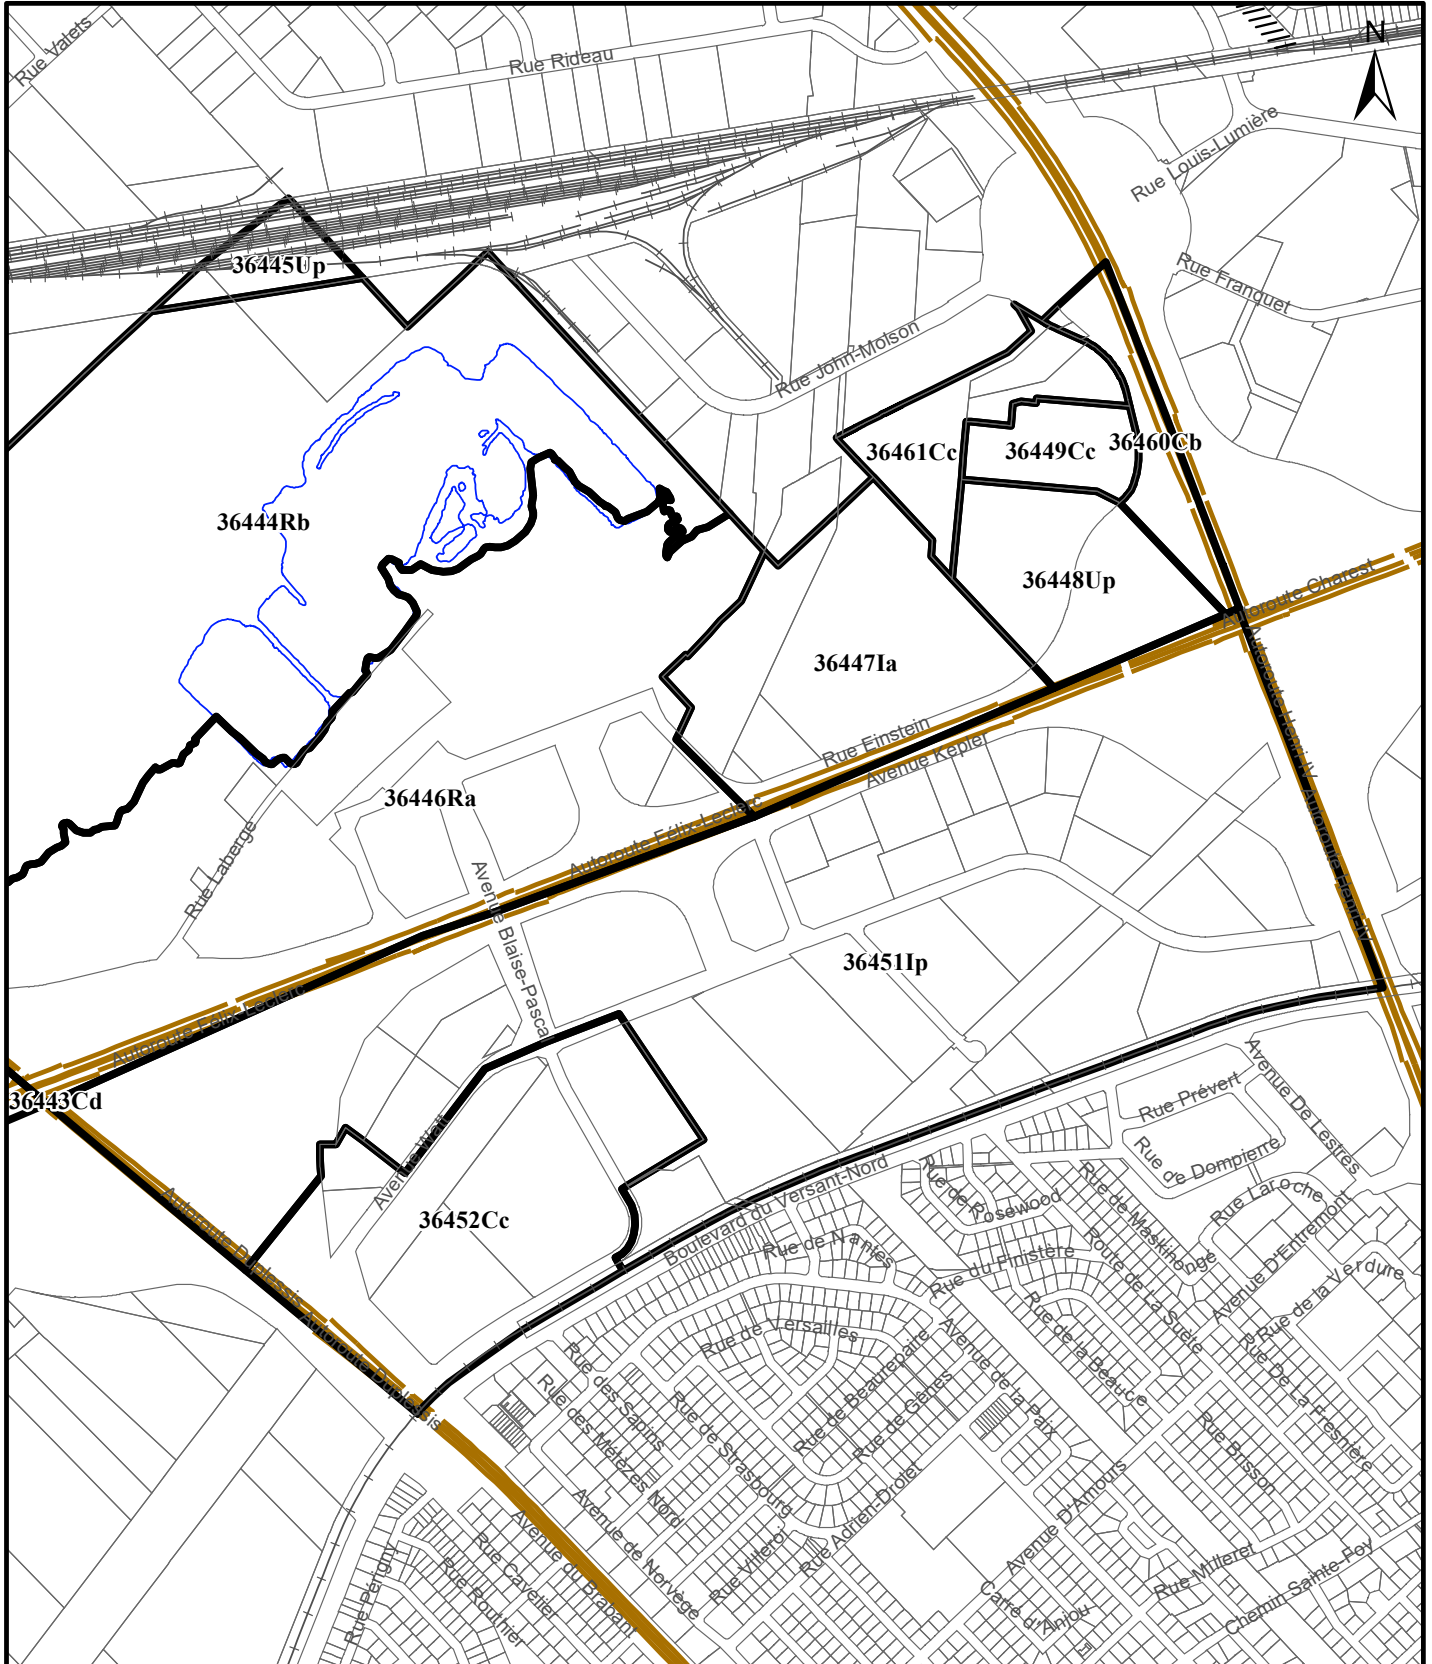 Rue Valets
Rue Rideau
N
Rue Louis-Lumière
36445Up
Rue Franquet
Rue John-Molson
36461Cc
36449Cc
36460Cb
36444Rb
36448Up
Autoroute Charest
36447Ia
Autoroute Henri-IV
Autoroute Henri-IV
Rue Einstein
Avenue Kepler
36446Ra
Autoroute Félix-Leclerc
Rue Laberge
Avenue Blaise-Pascal
36451Ip
Autoroute Félix-Leclerc
36443Cd
Avenue Watt
36452Cc
Autoroute Duplessis
Autoroute Duplessis
Boulevard du Versant-Nord
Rue Prévert
Avenue De Lestres
Rue de Dompierre
Rue de Rosewood
Rue de Maskinongé
Rue Laroche
Avenue D'Entremont
Rue de Nantes
Rue du Finistère
Route de La Suète
Rue de la Verdure
Rue de Versailles
Rue de la Beauce
Rue De La Fresnière
Rue des Sapins
Rue des Mélèzes Nord
Rue de Strasbourg
Rue de Beaurepaire
Rue de Gênes
Avenue de la Paix
Rue Brisson
Avenue de Norvège
Rue Villeroi
Rue Adrien-Drolet
Avenue D'Amours
Carré d'Anjou
Rue Milleret
Chemin Sainte-Foy
Rue Périgny
Rue Routhier
Rue Cavelier
Avenue du Brabant